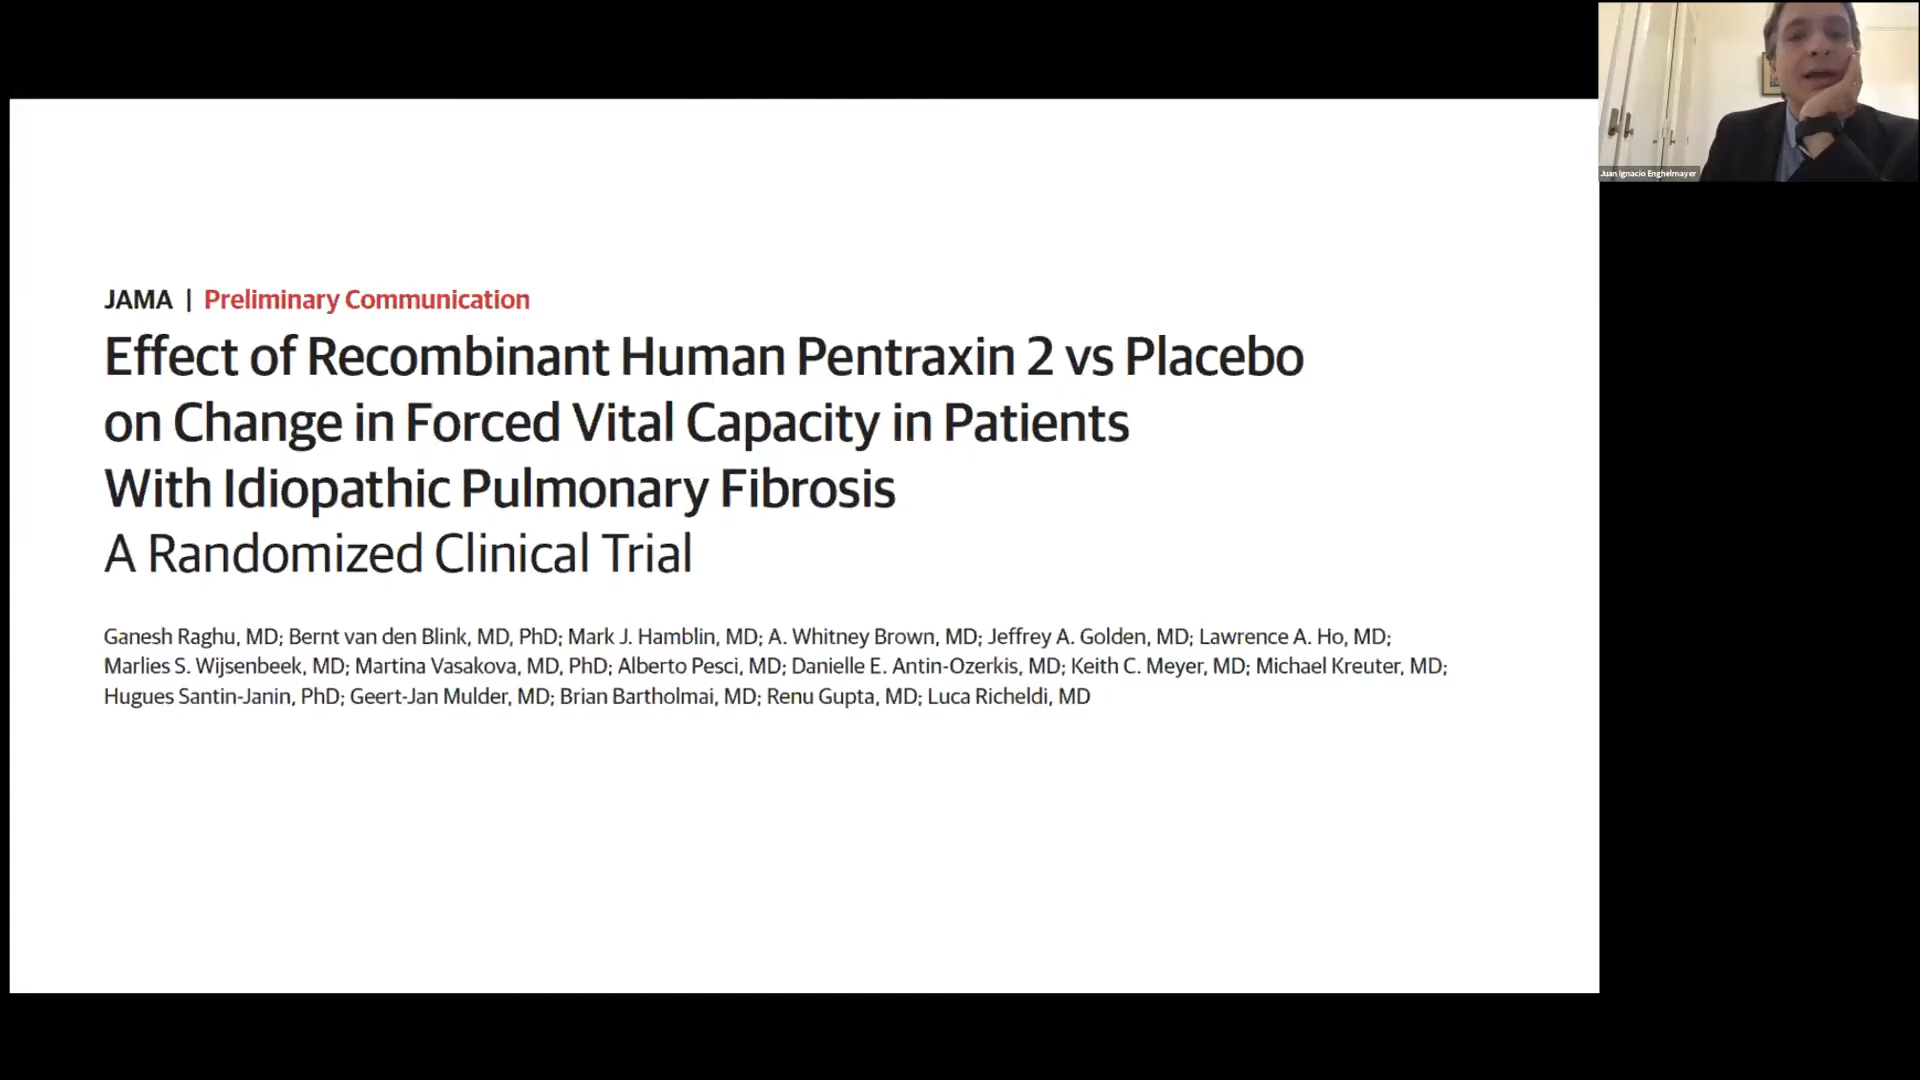 Juan Ignacio Enghelmayer
JAMA | Preliminary Communication
Effect of Recombinant Human Pentraxin 2 vs Placebo
on Change in Forced Vital Capacity in Patients
With Idiopathic Pulmonary Fibrosis
A Randomized Clinical Trial
Ganesh Raghu, MD; Bernt van den Blink, MD, PhD; Mark J. Hamblin, MD; A. Whitney Brown, MD; Jeffrey A. Golden, MD; Lawrence A. Ho, MD;
Marlies S. Wijsenbeek, MD; Martina Vasakova, MD, PhD; Alberto Pesci, MD; Danielle E. Antin-Ozerkis, MD; Keith C. Meyer, MD; Michael Kreuter, MD;
Hugues Santin-Janin, PhD; Geert-Jan Mulder, MD; Brian Bartholmai, MD; Renu Gupta, MD; Luca Richeldi, MD